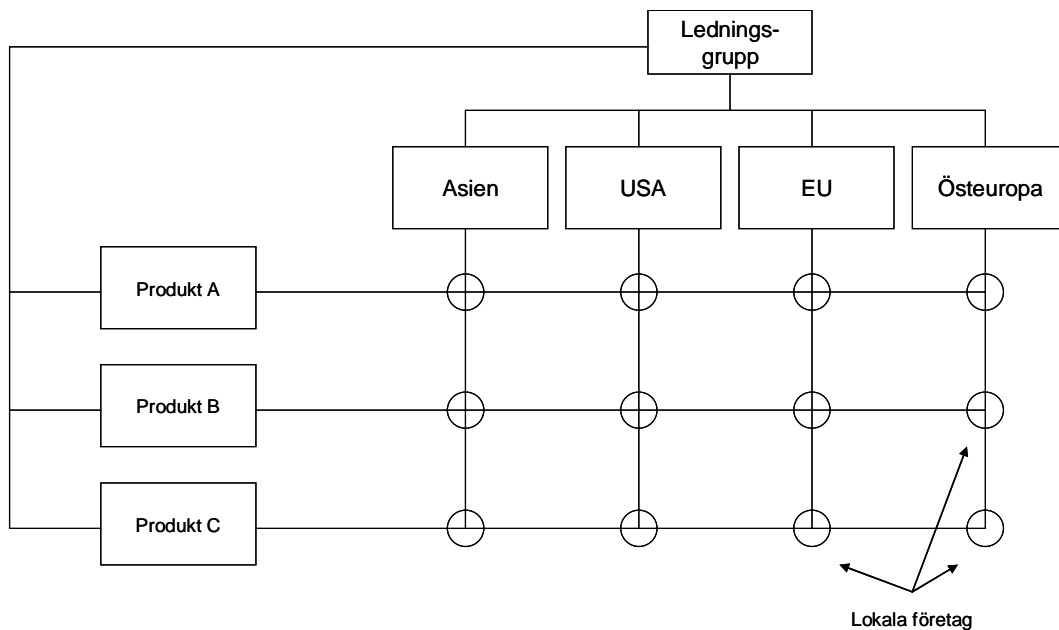 Lednings-
grupp
Asien
USA
EU
Östeuropa
Produkt A
Produkt B
Produkt C
Lokala företag